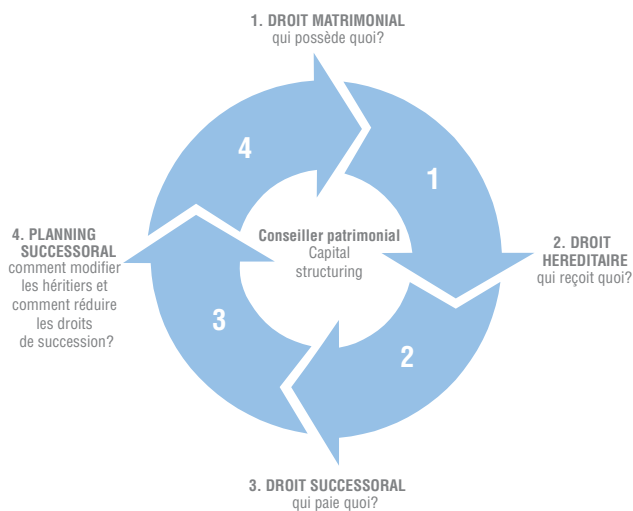 1. DROIT MATRIMONIAL
qui possède quoi?
4
1
Conseiller patrimonial
Capital
structuring
4. PLANNING
SUCCESSORAL
comment modifier
les héritiers et
comment réduire
les droits
de succession?
2. DROIT
HEREDITAIRE
qui reçoit quoi?
3
2
3. DROIT SUCCESSORAL
qui paie quoi?